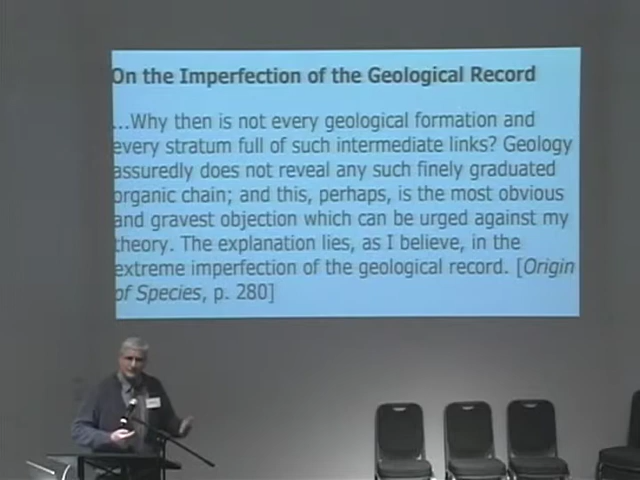 On the Imperfection of the Geological Record
...Why then is not every geological formation and
every stratum full of such intermediate links? Geology
assuredly does not reveal any such finely graduated
organic chain; and this, perhaps, is the most obvious
and gravest objection which can be urged against my
theory. The explanation lies, as I believe, in the
extreme imperfection of the geological record. [Origin
of Species, p. 280]